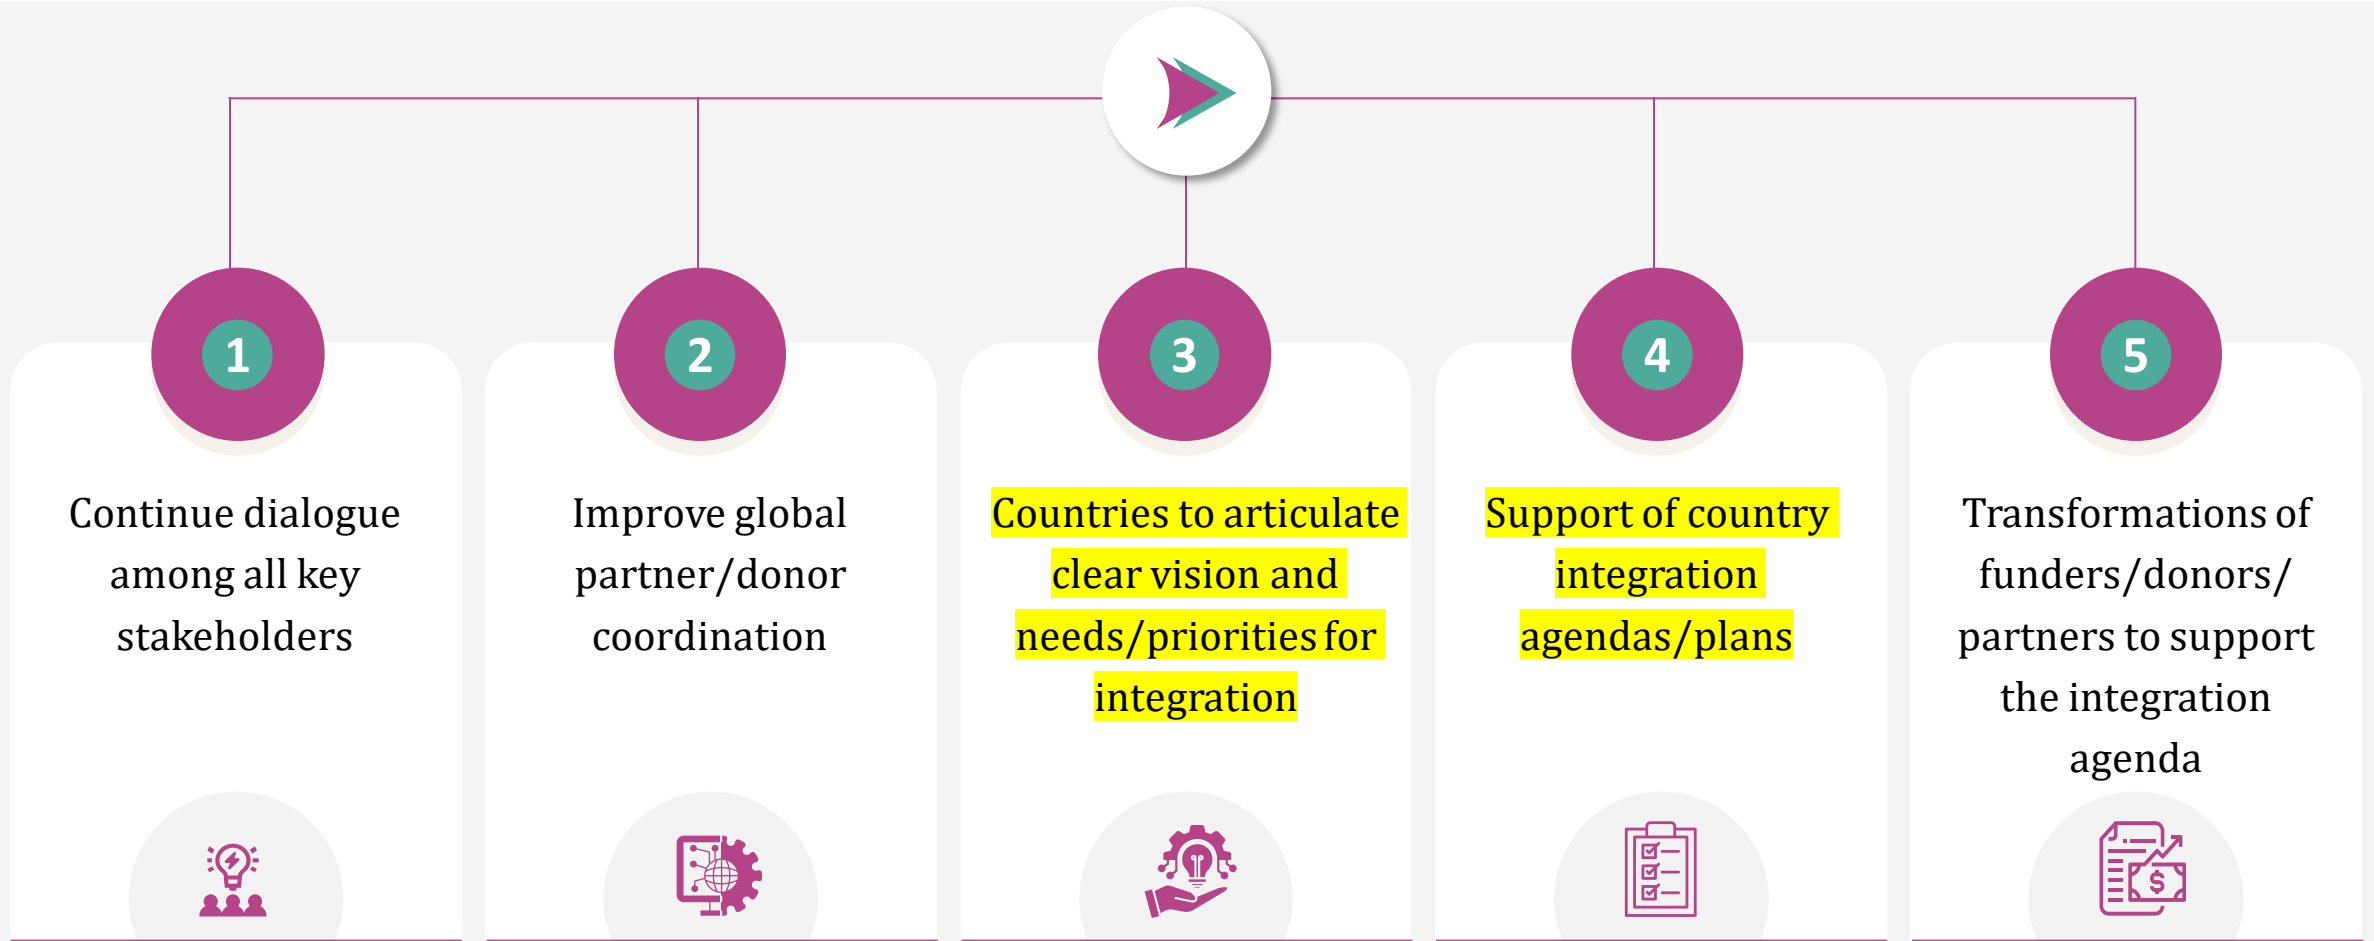 1
Continue dialogue
among all key
stakeholders
2
Improve global
partner/donor
coordination
3
Countries to articulate
clear vision and
needs/priorities for
integration
4
Support of country
integration
agendas/plans
5
Transformations of
funders/donors/
partners to support
the integration
agenda
$